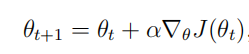 θ_{t+1} = θ_t + α∇_θ J(θ_t),